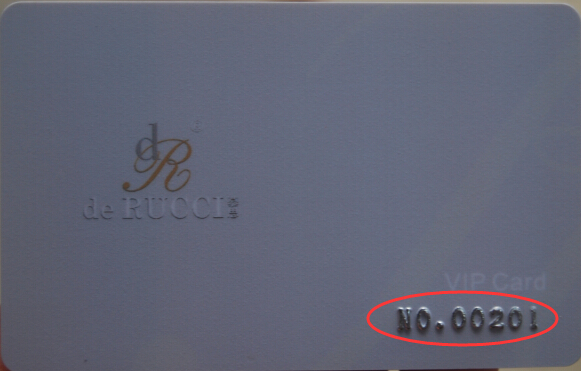 dR
de RUCCI
VIP Card
NO.00201